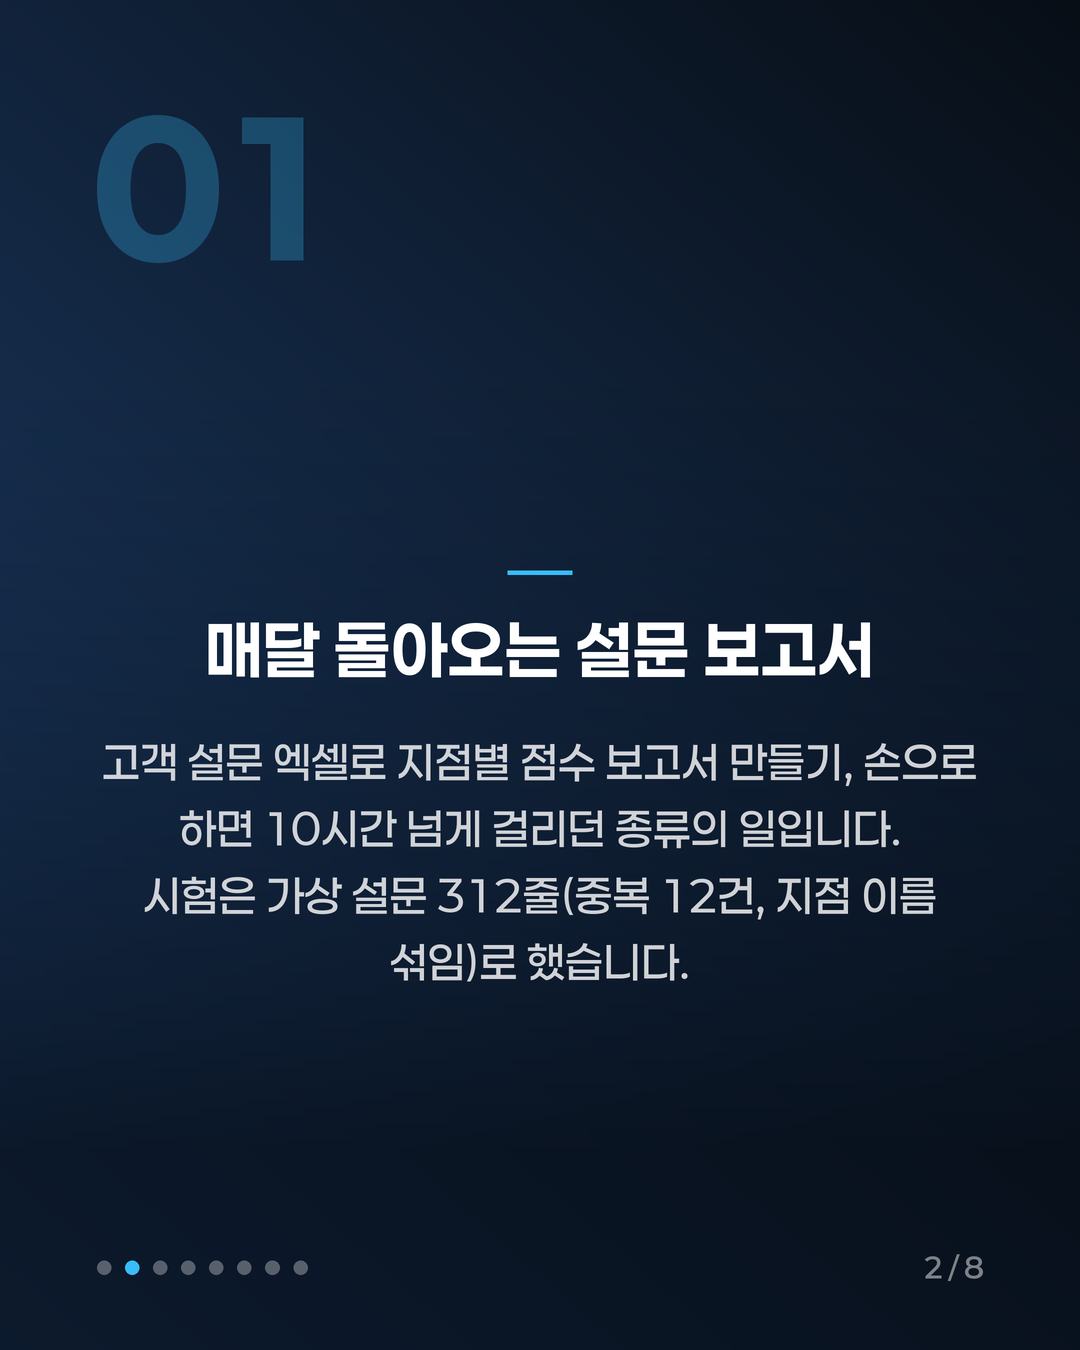 01
매달 돌아오는 설문 보고서
고객 설문 엑셀로 지점별 점수 보고서 만들기, 손으로
하면 10시간 넘게 걸리던 종류의 일입니다.
시험은 가상 설문 312줄(중복 12건, 지점 이름
섞임)로 했습니다.
2/8